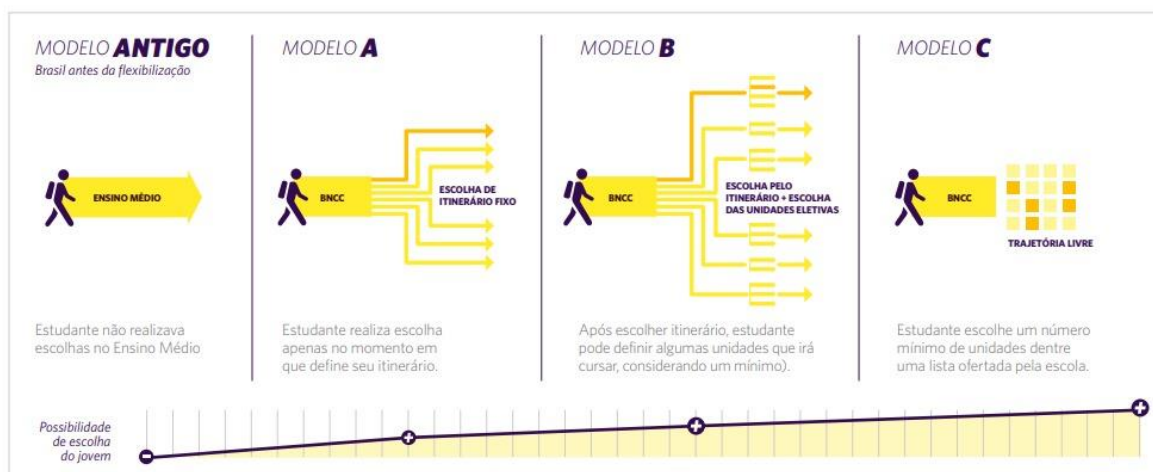 MODELO ANTIGO
Brasil antes da flexibilização
ENSINO MÉDIO
Estudante não realizava
escolhas no Ensino Médio
MODELO A
BNCC
ESCOLHA DE
ITINERÁRIO FIXO
Estudante realiza escolha
apenas no momento em
que define seu itinerário.
MODELO B
BNCC
ESCOLHA PELO
ITINERÁRIO + ESCOLHA
DAS UNIDADES ELETIVAS
Após escolher itinerário, estudante
pode definir algumas unidades que irá
cursar, considerando um mínimo).
MODELO C
BNCC
TRAJETÓRIA LIVRE
Estudante escolhe um número
mínimo de unidades dentre
uma lista ofertada pela escola.
Possibilidade
de escolha
do jovem